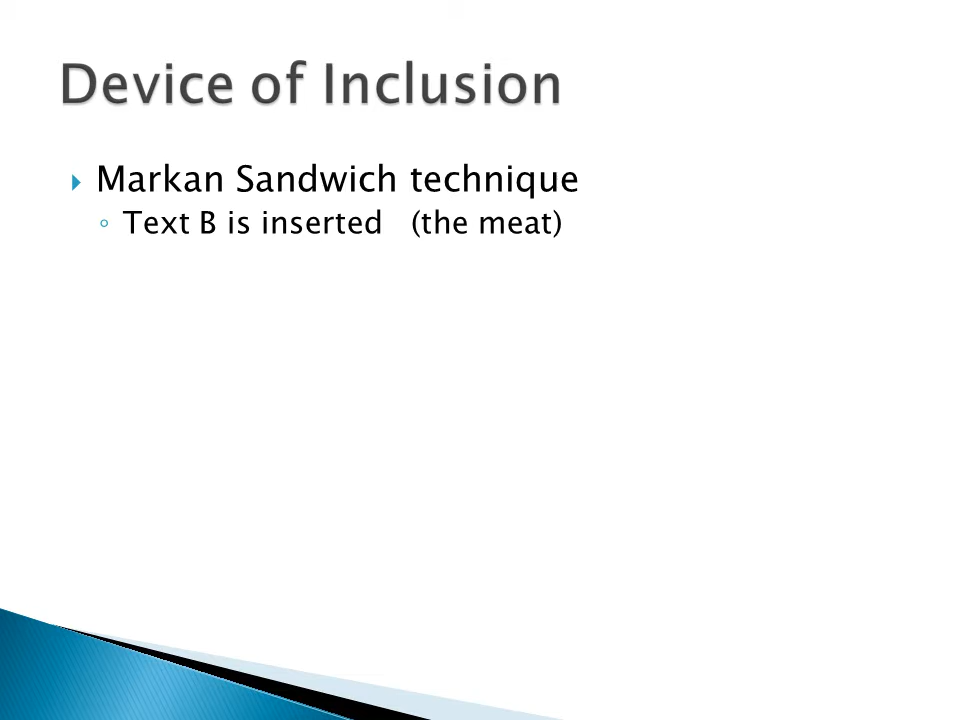 Device of Inclusion
Markan Sandwich technique
Text B is inserted (the meat)